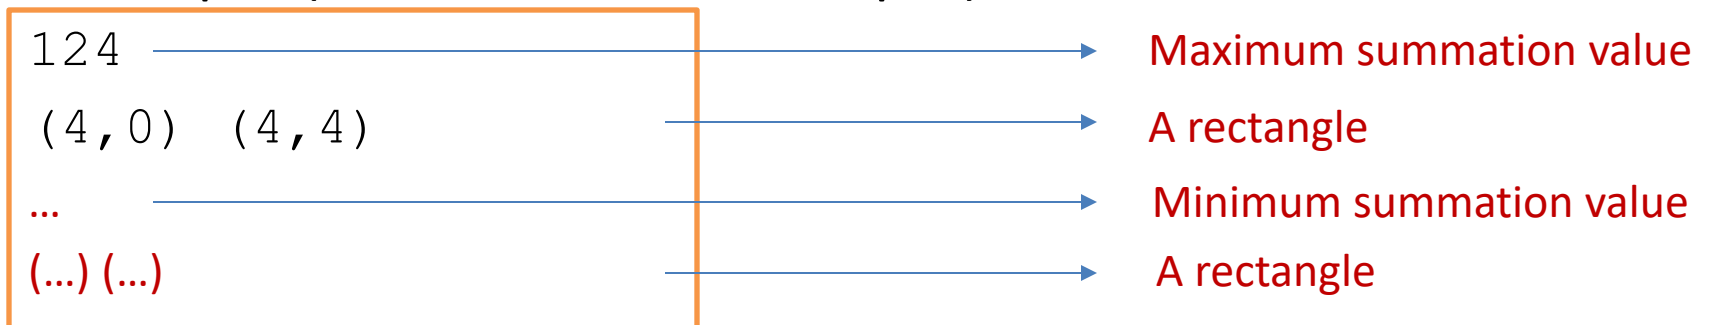 124 Maximum summation value
(4,0) (4,4) A rectangle
… Minimum summation value
(…) (…) A rectangle